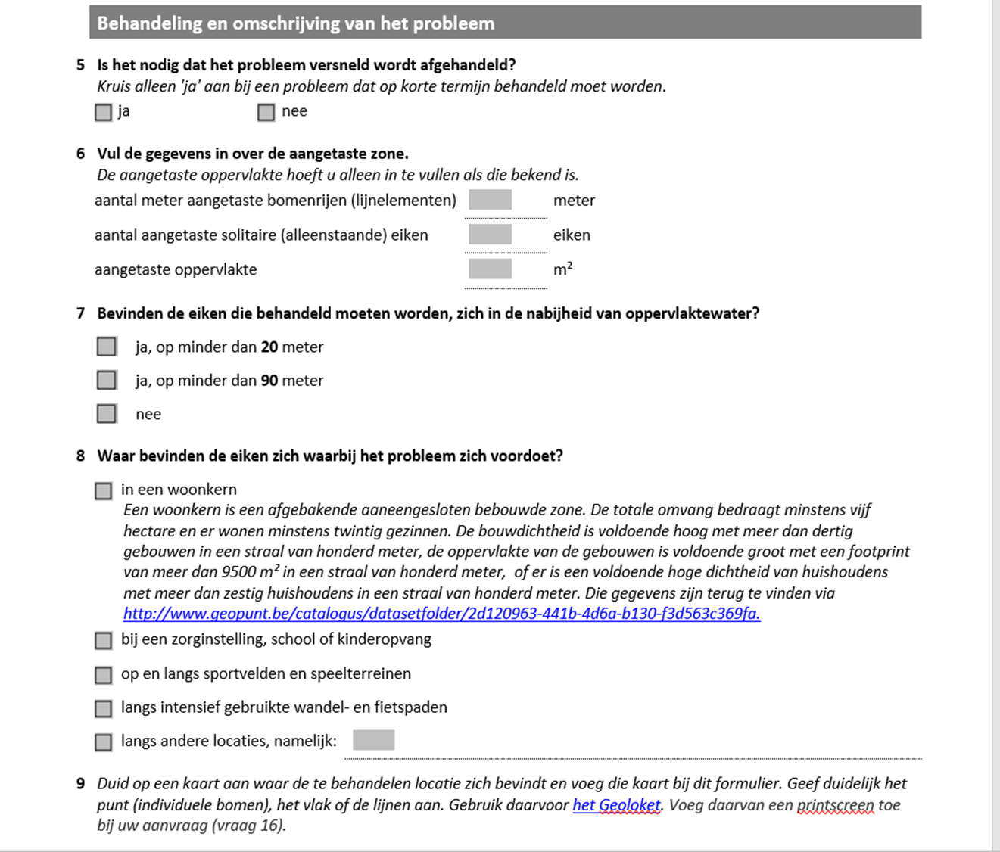 Behandeling en omschrijving van het probleem
5 Is het nodig dat het probleem versneld wordt afgehandeld?
Kruis alleen 'ja' aan bij een probleem dat op korte termijn behandeld moet worden.
ja nee
6 Vul de gegevens in over de aangetaste zone.
De aangetaste oppervlakte hoeft u alleen in te vullen als die bekend is.
aantal meter aangetaste bomenrijen (lijnelementen) meter
aantal aangetaste solitaire (alleenstaande) eiken eiken
aangetaste oppervlakte m²
7 Bevinden de eiken die behandeld moeten worden, zich in de nabijheid van oppervlaktewater?
ja, op minder dan 20 meter
ja, op minder dan 90 meter
nee
8 Waar bevinden de eiken zich waarbij het probleem zich voordoet?
in een woonkern
Een woonkern is een afgebakende aaneengesloten bebouwde zone. De totale omvang bedraagt minstens vijf
hectare en er wonen minstens twintig gezinnen. De bouwdichtheid is voldoende hoog met meer dan dertig
gebouwen in een straal van honderd meter, de oppervlakte van de gebouwen is voldoende groot met een footprint
van meer dan 9500 m² in een straal van honderd meter, of er is een voldoende hoge dichtheid van huishoudens
met meer dan zestig huishoudens in een straal van honderd meter. Die gegevens zijn terug te vinden via
http://www.geopunt.be/catalogus/datasetfolder/2d120963-441b-4d6a-b130-f3d563c369fa.
bij een zorginstelling, school of kinderopvang
op en langs sportvelden en speelterreinen
langs intensief gebruikte wandel- en fietspaden
langs andere locaties, namelijk:
9 Duid op een kaart aan waar de te behandelen locatie zich bevindt en voeg die kaart bij dit formulier. Geef duidelijk het
punt (individuele bomen), het vlak of de lijnen aan. Gebruik daarvoor het Geoloket. Voeg daarvan een printscreen toe
bij uw aanvraag (vraag 16).